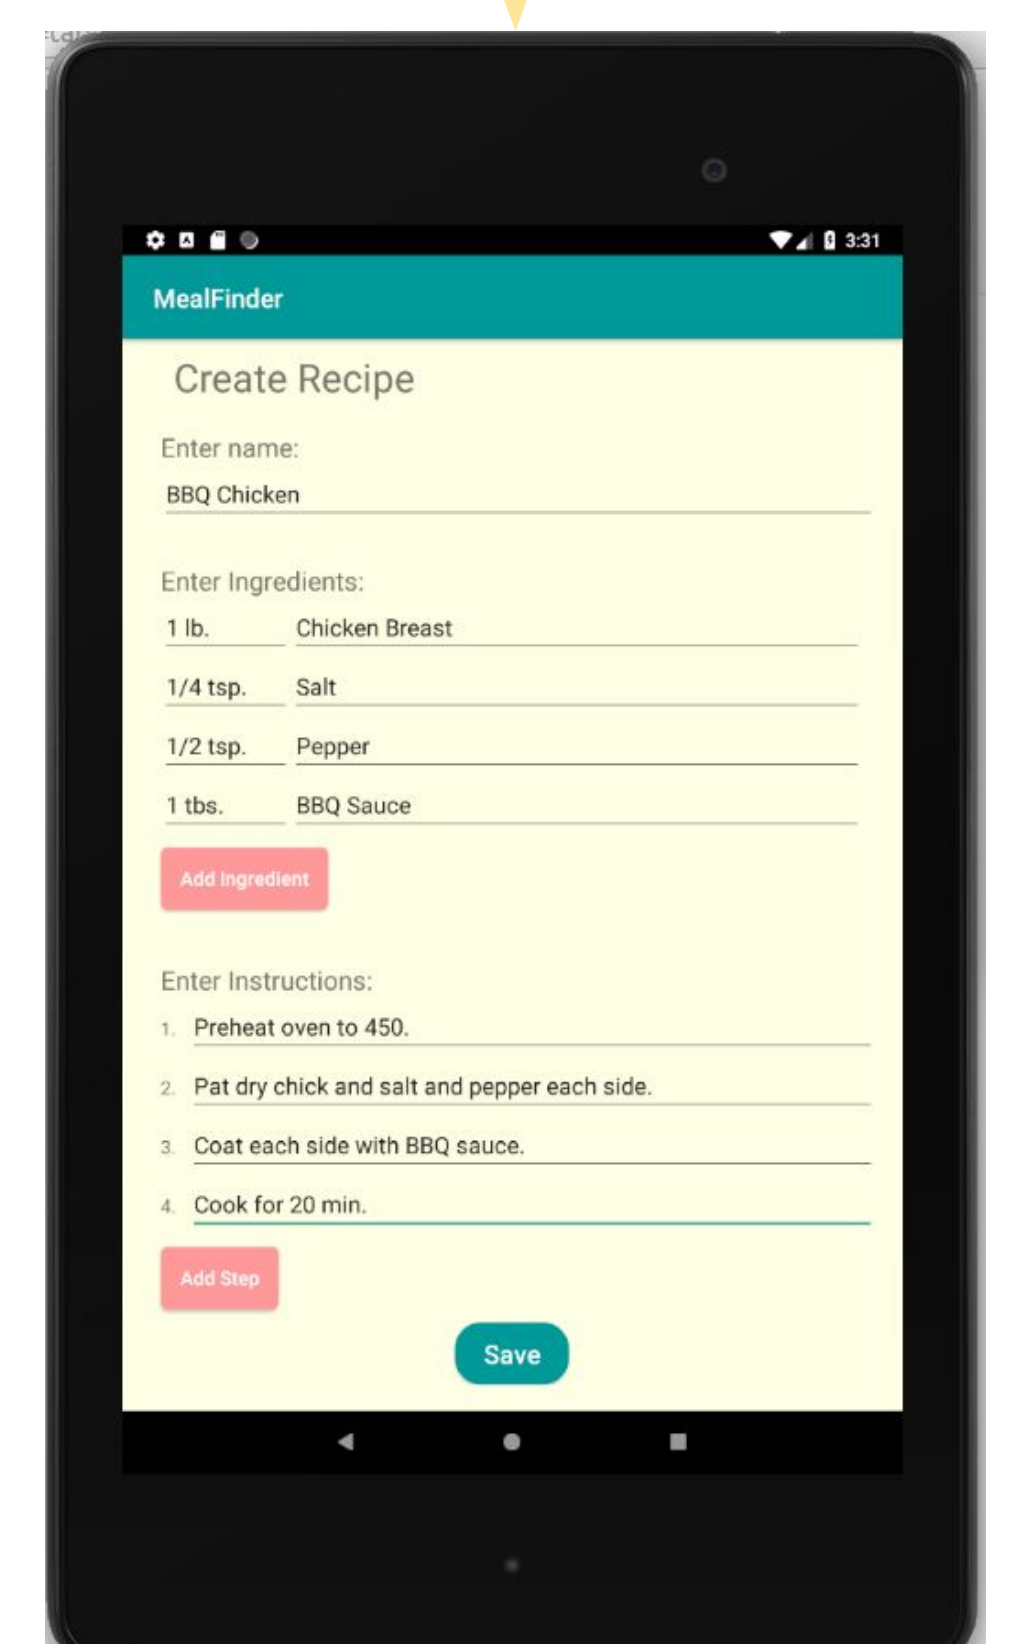 3:31
MealFinder
Create Recipe
Enter name:
BBQ Chicken
Enter Ingredients:
1 lb. Chicken Breast
1/4 tsp. Salt
1/2 tsp. Pepper
1 tbs. BBQ Sauce
Add Ingredient
Enter Instructions:
1. Preheat oven to 450.
2. Pat dry chick and salt and pepper each side.
3. Coat each side with BBQ sauce.
4. Cook for 20 min.
Add Step
Save